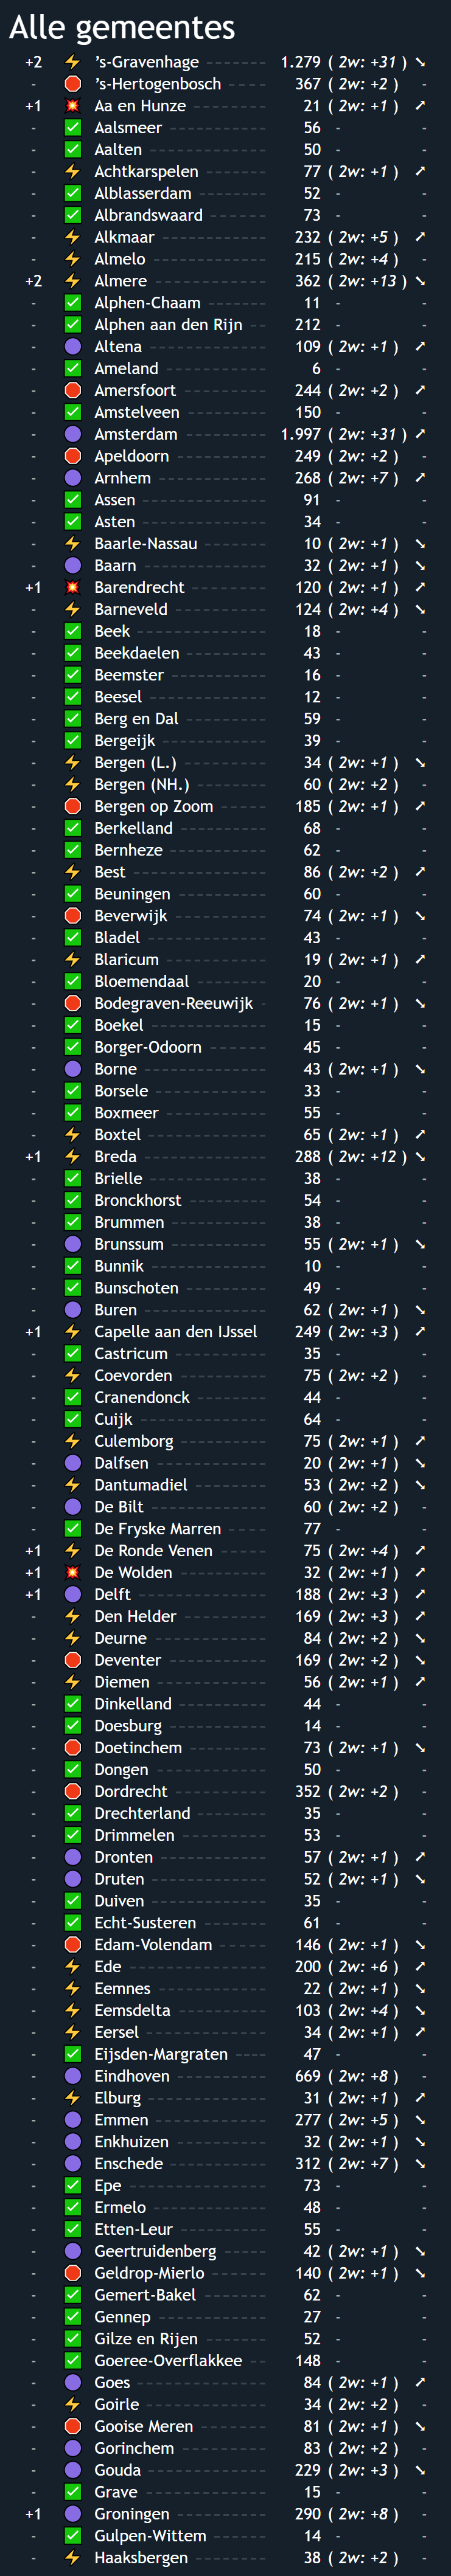 Alle gemeentes
+2 ⚡ ’s-Gravenhage ------- 1.279 ( 2w: +31 ) ➘
- 🛑 ’s-Hertogenbosch ----- 367 ( 2w: +2 ) -
+1 💥 Aa en Hunze --------- 21 ( 2w: +1 ) ➚
- ✅ Aalsmeer ------------ 56 - -
- ✅ Aalten -------------- 50 - -
- ⚡ Achtkarspelen ------- 77 ( 2w: +1 ) ➚
- ✅ Alblasserdam -------- 52 - -
- ✅ Albrandswaard ------- 73 - -
- ⚡ Alkmaar ------------- 232 ( 2w: +5 ) ➚
- ⚡ Almelo -------------- 215 ( 2w: +4 ) -
+2 ⚡ Almere -------------- 362 ( 2w: +13 ) ➘
- ✅ Alphen-Chaam -------- 11 - -
- ✅ Alphen aan den Rijn -- 212 - -
- 🟣 Altena -------------- 109 ( 2w: +1 ) ➚
- ✅ Ameland ------------- 6 - -
- 🛑 Amersfoort ---------- 244 ( 2w: +2 ) ➚
- ✅ Amstelveen ---------- 150 - -
- 🟣 Amsterdam ----------- 1.997 ( 2w: +31 ) ➚
- 🛑 Apeldoorn ----------- 249 ( 2w: +2 ) -
- 🟣 Arnhem -------------- 268 ( 2w: +7 ) ➚
- ✅ Assen --------------- 91 - -
- ✅ Asten --------------- 34 - -
- ⚡ Baarle-Nassau ------- 10 ( 2w: +1 ) ➘
- 🟣 Baarn --------------- 32 ( 2w: +1 ) ➘
+1 💥 Barendrecht --------- 120 ( 2w: +1 ) ➚
- ⚡ Barneveld ----------- 124 ( 2w: +4 ) ➘
- ✅ Beek ---------------- 18 - -
- ✅ Beekdaelen ---------- 43 - -
- ✅ Beemster ------------ 16 - -
- ✅ Beesel -------------- 12 - -
- ✅ Berg en Dal --------- 59 - -
- ✅ Bergeijk ------------ 39 - -
- ⚡ Bergen (L.) --------- 34 ( 2w: +1 ) ➘
- ⚡ Bergen (NH.) -------- 60 ( 2w: +2 ) -
- 🛑 Bergen op Zoom ------ 185 ( 2w: +1 ) ➚
- ✅ Berkelland ---------- 68 - -
- ✅ Bernheze ------------ 62 - -
- ⚡ Best ---------------- 86 ( 2w: +2 ) ➚
- ✅ Beuningen ----------- 60 - -
- 🛑 Beverwijk ----------- 74 ( 2w: +1 ) ➘
- ✅ Bladel -------------- 43 - -
- ⚡ Blaricum ------------ 19 ( 2w: +1 ) ➚
- ✅ Bloemendaal --------- 20 - -
- 🛑 Bodegraven-Reeuwijk - 76 ( 2w: +1 ) ➘
- ✅ Boekel -------------- 15 - -
- ✅ Borger-Odoorn ------- 45 - -
- 🟣 Borne --------------- 43 ( 2w: +1 ) ➘
- ✅ Borsele ------------- 33 - -
- ✅ Boxmeer ------------- 55 - -
- ⚡ Boxtel -------------- 65 ( 2w: +1 ) ➚
+1 ⚡ Breda --------------- 288 ( 2w: +12 ) ➘
- ✅ Brielle ------------- 38 - -
- ✅ Bronckhorst --------- 54 - -
- ✅ Brummen ------------- 38 - -
- 🟣 Brunssum ------------ 55 ( 2w: +1 ) ➘
- ✅ Bunnik -------------- 10 - -
- ✅ Bunschoten ---------- 49 - -
- 🟣 Buren --------------- 62 ( 2w: +1 ) ➘
+1 ⚡ Capelle aan den IJssel 249 ( 2w: +3 ) ➚
- ✅ Castricum ----------- 35 - -
- ⚡ Coevorden ----------- 75 ( 2w: +2 ) -
- ✅ Cranendonck --------- 44 - -
- ✅ Cuijk --------------- 64 - -
- ⚡ Culemborg ----------- 75 ( 2w: +1 ) ➚
- 🟣 Dalfsen ------------- 20 ( 2w: +1 ) ➘
- ⚡ Dantumadiel --------- 53 ( 2w: +2 ) ➘
- 🟣 De Bilt ------------- 60 ( 2w: +2 ) -
- ✅ De Fryske Marren ---- 77 - -
+1 ⚡ De Ronde Venen ------ 75 ( 2w: +4 ) ➚
+1 💥 De Wolden ----------- 32 ( 2w: +1 ) ➚
+1 🟣 Delft --------------- 188 ( 2w: +3 ) ➚
- ⚡ Den Helder ---------- 169 ( 2w: +3 ) ➚
- ⚡ Deurne -------------- 84 ( 2w: +2 ) ➘
- 🛑 Deventer ------------ 169 ( 2w: +2 ) ➘
- ⚡ Diemen -------------- 56 ( 2w: +1 ) ➚
- ✅ Dinkelland ---------- 44 - -
- ✅ Doesburg ------------ 14 - -
- 🛑 Doetinchem ---------- 73 ( 2w: +1 ) ➘
- ✅ Dongen -------------- 50 - -
- 🛑 Dordrecht ----------- 352 ( 2w: +2 ) -
- ✅ Drechterland -------- 35 - -
- ✅ Drimmelen ----------- 53 - -
- 🟣 Dronten ------------- 57 ( 2w: +1 ) ➚
- 🟣 Druten -------------- 52 ( 2w: +1 ) ➘
- ✅ Duiven -------------- 35 - -
- ✅ Echt-Susteren ------- 61 - -
- 🛑 Edam-Volendam ------- 146 ( 2w: +1 ) ➘
- ⚡ Ede ----------------- 200 ( 2w: +6 ) ➚
- ⚡ Eemnes -------------- 22 ( 2w: +1 ) ➘
- ⚡ Eemsdelta ----------- 103 ( 2w: +4 ) ➘
- ⚡ Eersel -------------- 34 ( 2w: +1 ) ➚
- ✅ Eijsden-Margraten ---- 47 - -
- 🟣 Eindhoven ----------- 669 ( 2w: +8 ) -
- ⚡ Elburg -------------- 31 ( 2w: +1 ) ➚
- 🟣 Emmen --------------- 277 ( 2w: +5 ) ➘
- 🟣 Enkhuizen ----------- 32 ( 2w: +1 ) ➘
- 🟣 Enschede ------------ 312 ( 2w: +7 ) ➘
- ✅ Epe ----------------- 73 - -
- ✅ Ermelo -------------- 48 - -
- ✅ Etten-Leur ---------- 55 - -
- 🟣 Geertruidenberg ----- 42 ( 2w: +1 ) ➘
- 🛑 Geldrop-Mierlo ------ 140 ( 2w: +1 ) ➘
- ✅ Gemert-Bakel -------- 62 - -
- ✅ Gennep -------------- 27 - -
- ✅ Gilze en Rijen ------ 52 - -
- ✅ Goeree-Overflakkee -- 148 - -
- 🟣 Goes ---------------- 84 ( 2w: +1 ) ➚
- ⚡ Goirle -------------- 34 ( 2w: +2 ) -
- 🛑 Gooise Meren -------- 81 ( 2w: +1 ) ➘
- 🟣 Gorinchem ----------- 83 ( 2w: +2 ) -
- 🟣 Gouda --------------- 229 ( 2w: +3 ) ➘
- ✅ Grave --------------- 15 - -
+1 🟣 Groningen ----------- 290 ( 2w: +8 ) -
- ✅ Gulpen-Wittem ------- 14 - -
- ⚡ Haaksbergen --------- 38 ( 2w: +2 ) -